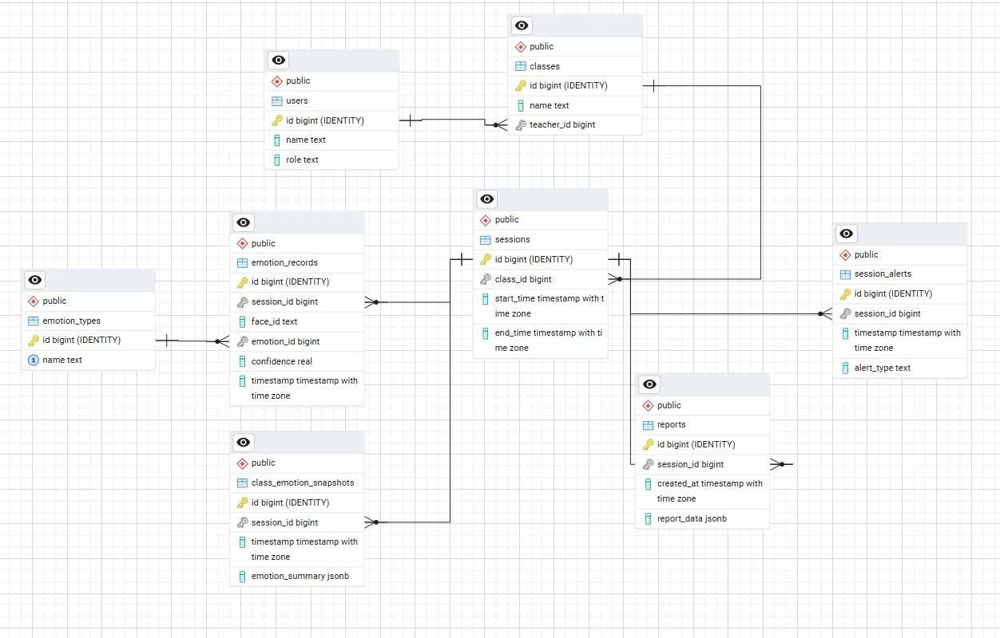 public
classes
id bigint (IDENTITY)
name text
teacher_id bigint
public
users
id bigint (IDENTITY)
name text
role text
public
sessions
id bigint (IDENTITY)
class_id bigint
start_time timestamp with t
ime zone
end_time timestamp with ti
me zone
public
emotion_records
id bigint (IDENTITY)
session_id bigint
face_id text
emotion_id bigint
confidence real
timestamp timestamp with
time zone
public
session_alerts
id bigint (IDENTITY)
session_id bigint
timestamp timestamp with
time zone
alert_type text
public
emotion_types
id bigint (IDENTITY)
1 name text
public
reports
id bigint (IDENTITY)
session_id bigint
created_at timestamp with
time zone
report_data jsonb
public
class_emotion_snapshots
id bigint (IDENTITY)
session_id bigint
timestamp timestamp with
time zone
emotion_summary jsonb